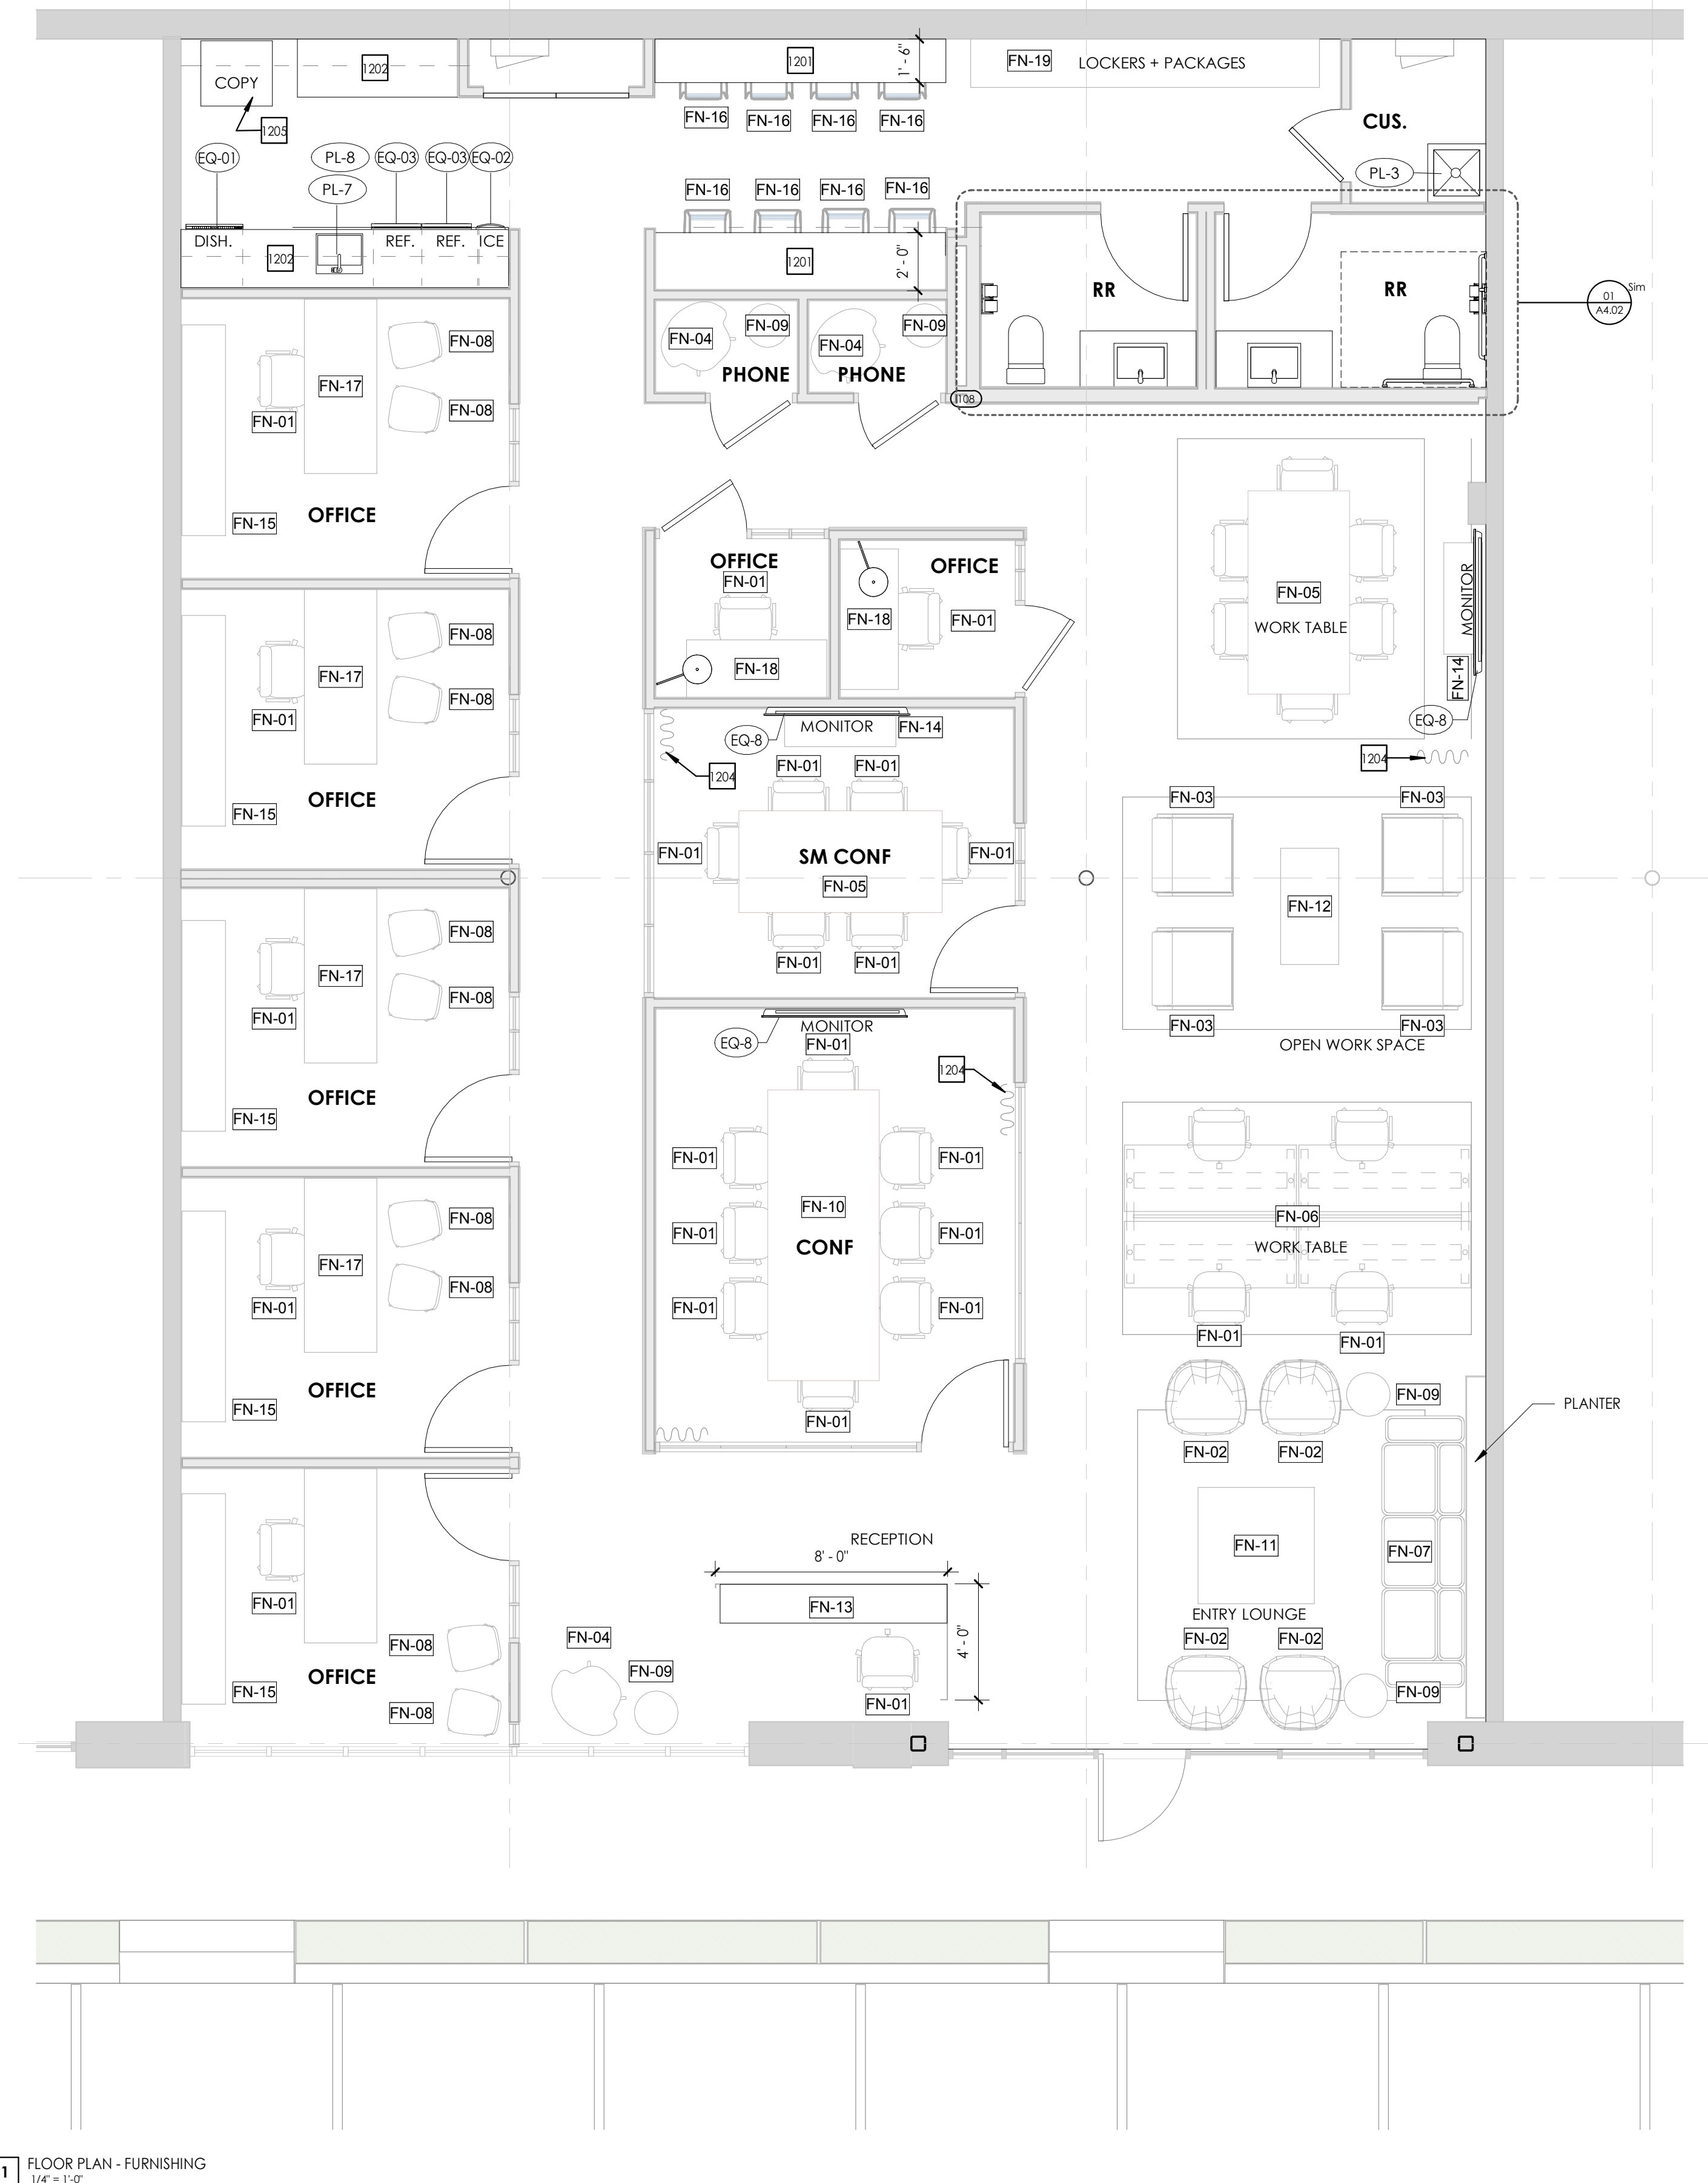 1202
1201
1' - 6"
FN-19 LOCKERS + PACKAGES
COPY
1205
FN-16 FN-16 FN-16 FN-16
CUS.
EQ-01 PL-8 EQ-03 EQ-03 EQ-02
PL-7
PL-3
FN-16 FN-16 FN-16 FN-16
DISH. REF. REF. ICE
1202
1201
2' - 0"
RR
RR
01
A4.02
Sim
FN-04 FN-09
FN-04 FN-09
PHONE
PHONE
1108
FN-08
FN-17
FN-08
FN-01
OFFICE
FN-15
OFFICE
FN-01
FN-18
OFFICE
FN-18
FN-01
FN-05
WORK TABLE
MONITOR
FN-14
EQ-8
1204
FN-08
FN-17
FN-08
FN-01
OFFICE
FN-15
MONITOR
FN-14
EQ-8
1204
FN-01 FN-01
FN-01
SM CONF
FN-01
FN-05
FN-01 FN-01
FN-03 FN-03
FN-12
FN-03 FN-03
OPEN WORK SPACE
FN-08
FN-17
FN-08
FN-01
OFFICE
FN-15
MONITOR
EQ-8
FN-01
1204
FN-01 FN-01
FN-10
FN-01 FN-01
CONF
FN-01 FN-01
FN-01
FN-06
WORK TABLE
FN-01 FN-01
FN-08
FN-17
FN-08
FN-01
OFFICE
FN-15
FN-09
PLANTER
FN-02 FN-02
FN-11
FN-07
ENTRY LOUNGE
FN-02 FN-02
FN-09
RECEPTION
8' - 0"
FN-13
4' - 0"
FN-01
FN-04
FN-09
FN-01
FN-08
OFFICE
FN-15
FN-08
1 FLOOR PLAN - FURNISHING
1/4" = 1'-0"